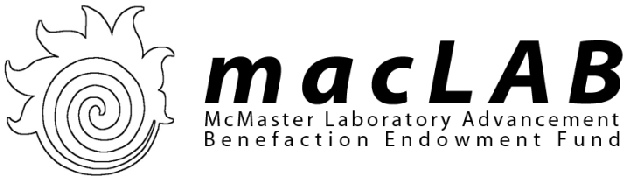 macLAB
McMaster Laboratory Advancement
Benefaction Endowment Fund